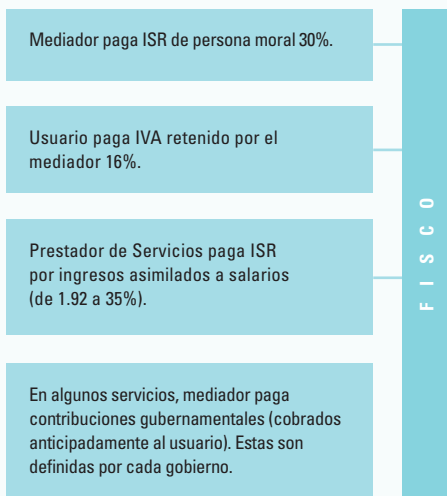 Mediador paga ISR de persona moral 30%.
Usuario paga IVA retenido por el
mediador 16%.
Prestador de Servicios paga ISR
por ingresos asimilados a salarios
(de 1.92 a 35%).
En algunos servicios, mediador paga
contribuciones gubernamentales (cobrados
anticipadamente al usuario). Estas son
definidas por cada gobierno.
FISCO